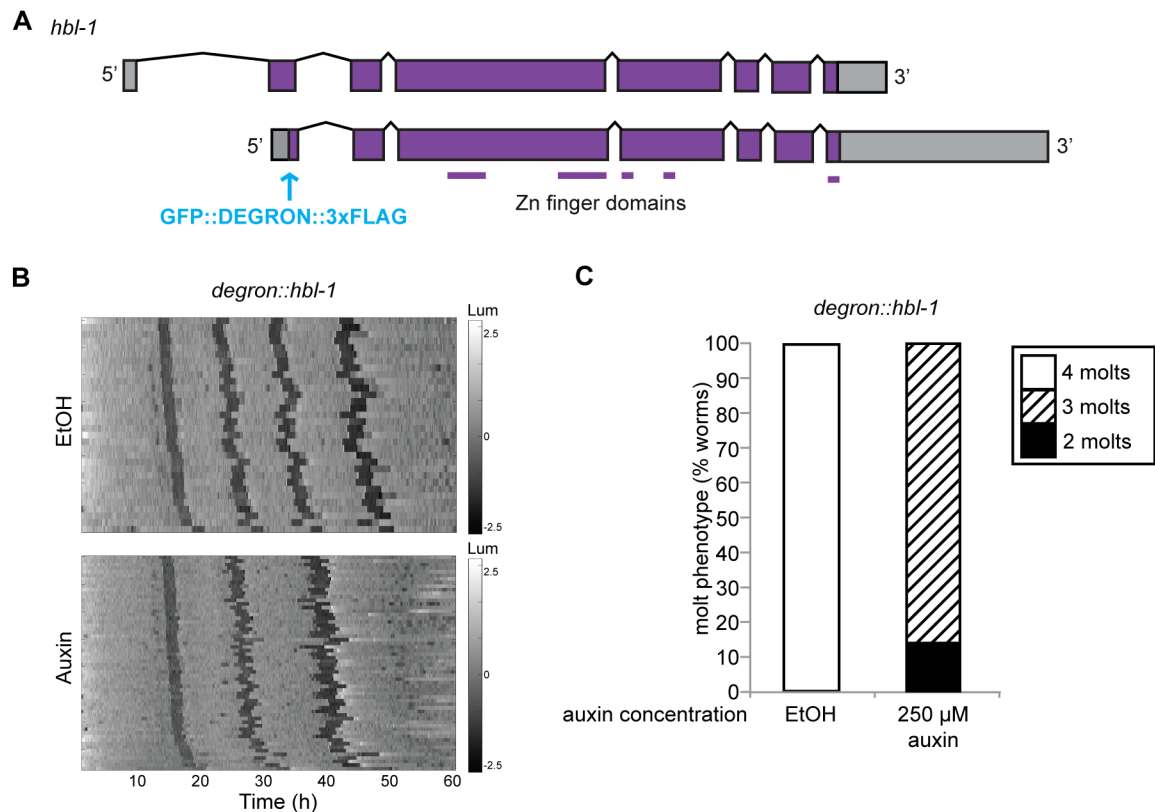 A
hbl-1
5’
3’
5’
3’
GFP::DEGRON::3xFLAG
Zn finger domains
B
degron::hbl-1
Lum
2.5
0
-2.5
EtOH
Lum
2.5
0
-2.5
Auxin
10 20 30 40 50 60
Time (h)
C
degron::hbl-1
molt phenotype (% worms)
100
90
80
70
60
50
40
30
20
10
0
auxin concentration
EtOH
250 µM
auxin
4 molts
3 molts
2 molts